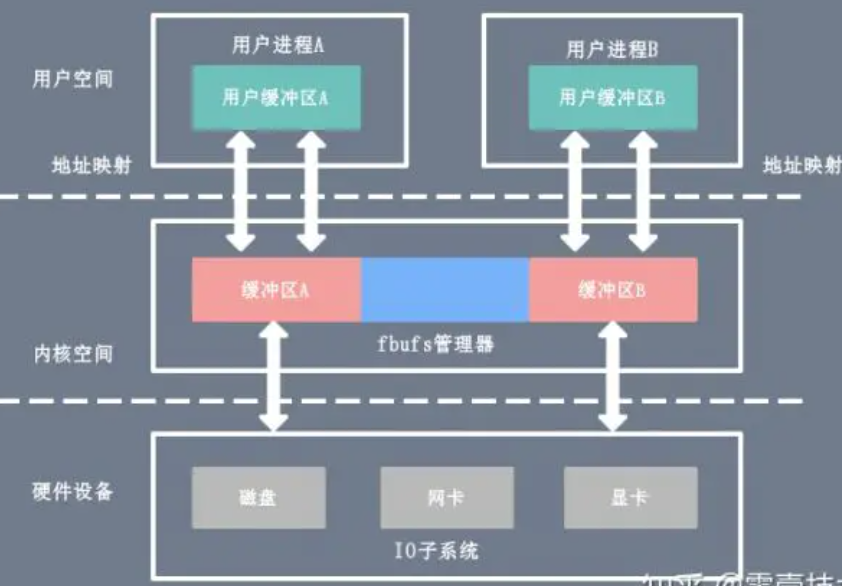 用户进程A
用户进程B
用户空间
用户缓冲区A
用户缓冲区B
地址映射
地址映射
缓冲区A
缓冲区B
fbufs管理器
内核空间
硬件设备
磁盘
网卡
显卡
IO子系统